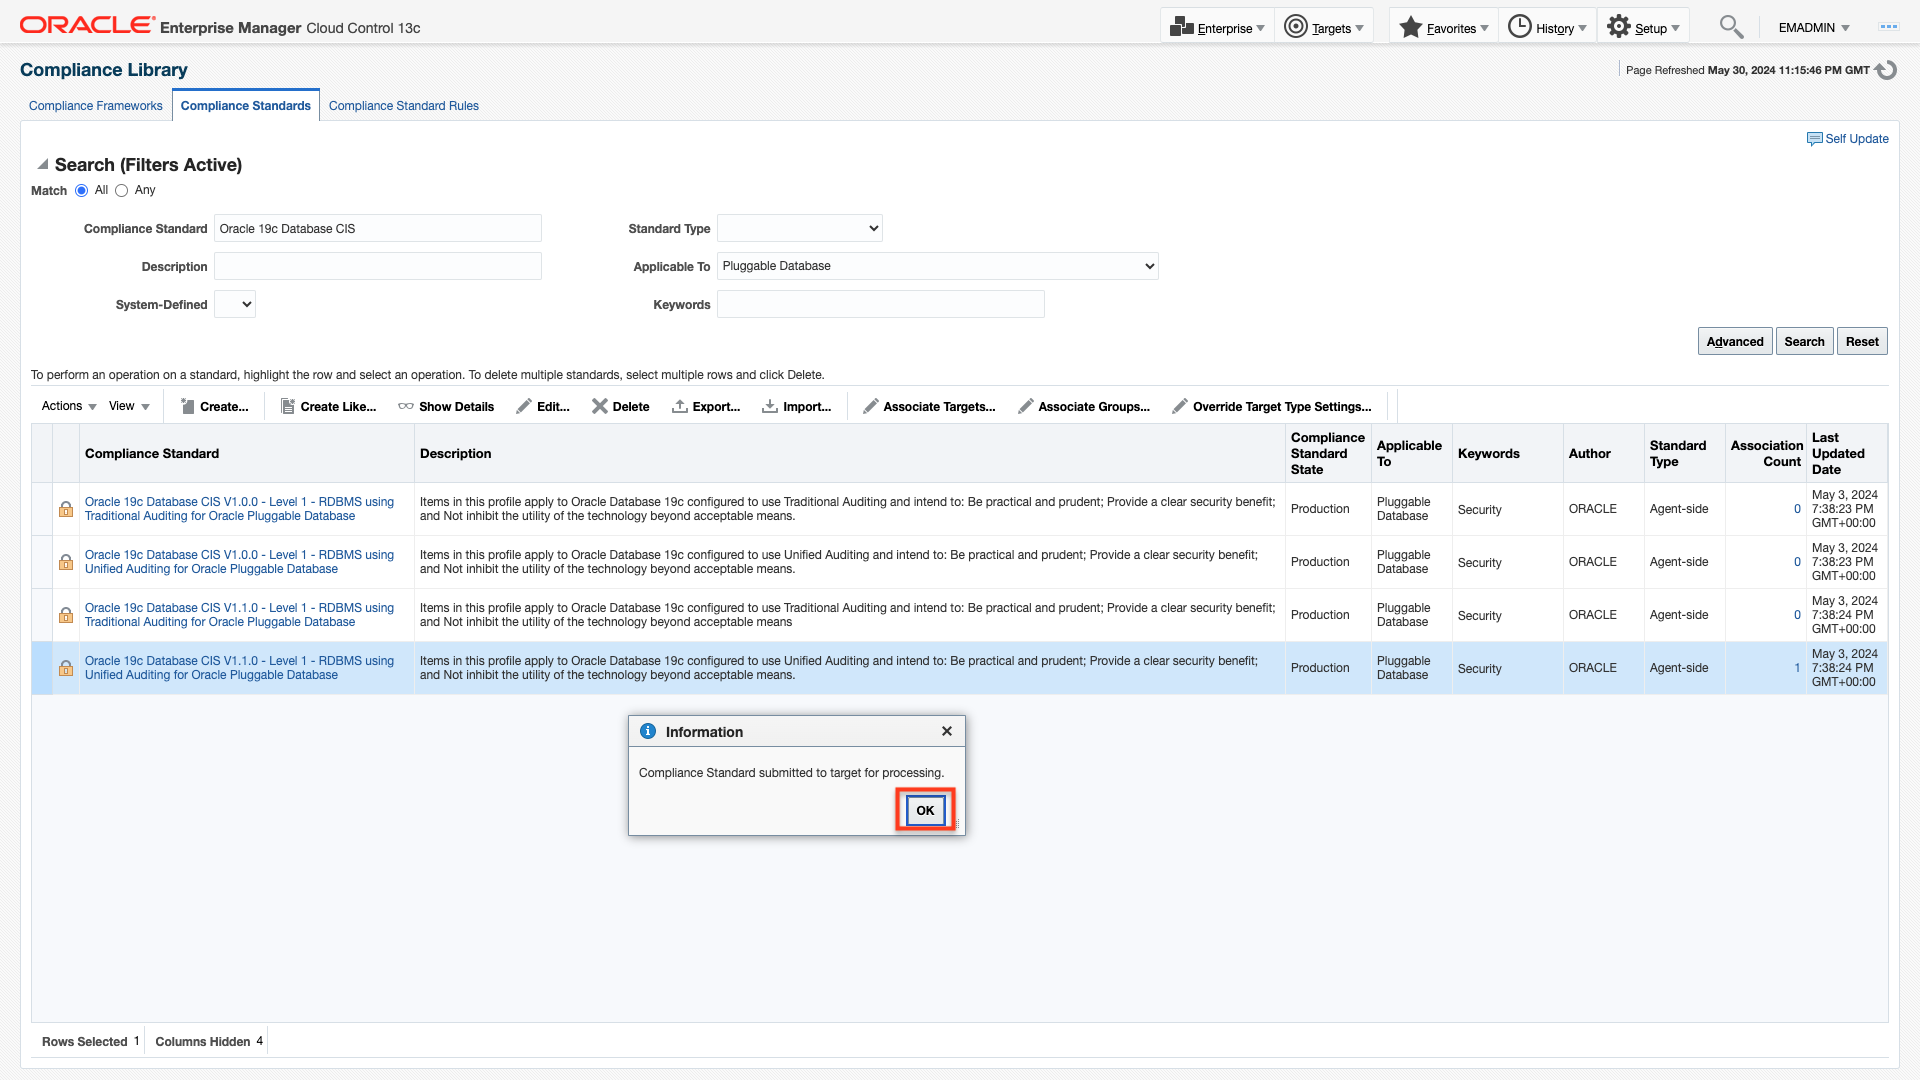 ORACLE Enterprise Manager Cloud Control 13c
Enterprise Targets Favorites History Setup EMADMIN
Compliance Library
Page Refreshed May 30, 2024 11:15:46 PM GMT
Compliance Frameworks Compliance Standards Compliance Standard Rules
Self Update
Search (Filters Active)
Match All Any
Compliance Standard Oracle 19c Database CIS Standard Type
Description Applicable To Pluggable Database
System-Defined Keywords
Advanced Search Reset
To perform an operation on a standard, highlight the row and select an operation. To delete multiple standards, select multiple rows and click Delete.
Actions View Create... Create Like... Show Details Edit... Delete Export... Import... Associate Targets... Associate Groups... Override Target Type Settings...
Compliance Standard Description Compliance Standard State Applicable To Keywords Author Standard Type Association Count Last Updated Date
Oracle 19c Database CIS V1.0.0 - Level 1 - RDBMS using Traditional Auditing for Oracle Pluggable Database Items in this profile apply to Oracle Database 19c configured to use Traditional Auditing and intend to: Be practical and prudent; Provide a clear security benefit; and Not inhibit the utility of the technology beyond acceptable means. Production Pluggable Database Security ORACLE Agent-side 0 May 3, 2024 7:38:23 PM GMT+00:00
Oracle 19c Database CIS V1.0.0 - Level 1 - RDBMS using Unified Auditing for Oracle Pluggable Database Items in this profile apply to Oracle Database 19c configured to use Unified Auditing and intend to: Be practical and prudent; Provide a clear security benefit; and Not inhibit the utility of the technology beyond acceptable means. Production Pluggable Database Security ORACLE Agent-side 0 May 3, 2024 7:38:23 PM GMT+00:00
Oracle 19c Database CIS V1.1.0 - Level 1 - RDBMS using Traditional Auditing for Oracle Pluggable Database Items in this profile apply to Oracle Database 19c configured to use Traditional Auditing and intend to: Be practical and prudent; Provide a clear security benefit; and Not inhibit the utility of the technology beyond acceptable means Production Pluggable Database Security ORACLE Agent-side 0 May 3, 2024 7:38:24 PM GMT+00:00
Oracle 19c Database CIS V1.1.0 - Level 1 - RDBMS using Unified Auditing for Oracle Pluggable Database Items in this profile apply to Oracle Database 19c configured to use Unified Auditing and intend to: Be practical and prudent; Provide a clear security benefit; and Not inhibit the utility of the technology beyond acceptable means. Production Pluggable Database Security ORACLE Agent-side 1 May 3, 2024 7:38:24 PM GMT+00:00
Information
Compliance Standard submitted to target for processing.
OK
Rows Selected 1 Columns Hidden 4